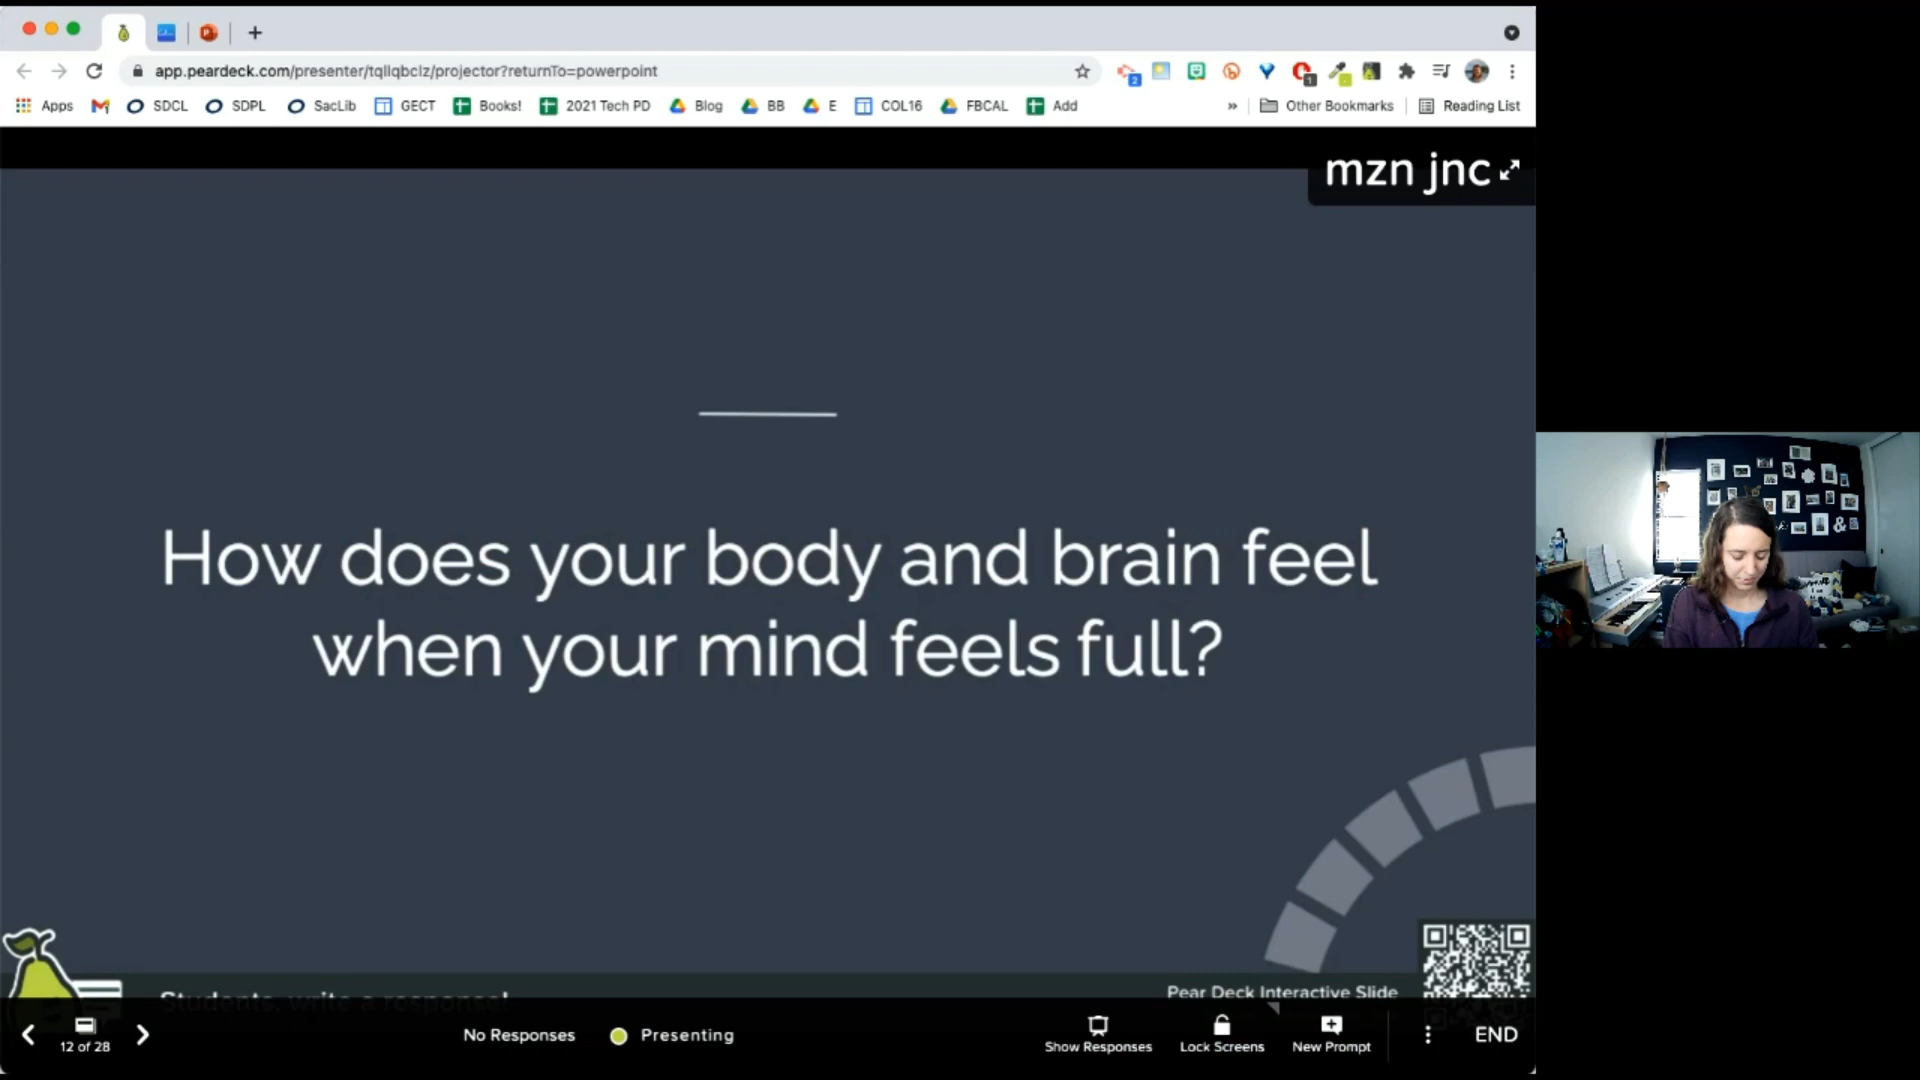 app.peardeck.com/presenter/tqllqbclz/projector?returnTo=powerpoint
Apps SDCL SDPL SacLib GECT Books! 2021 Tech PD Blog BB E COL16 FBCAL Add » Other Bookmarks Reading List
mzn jnc
How does your body and brain feel
when your mind feels full?
Students, write a response!
Pear Deck Interactive Slide
12 of 28
No Responses
Presenting
Show Responses
Lock Screens
New Prompt
END